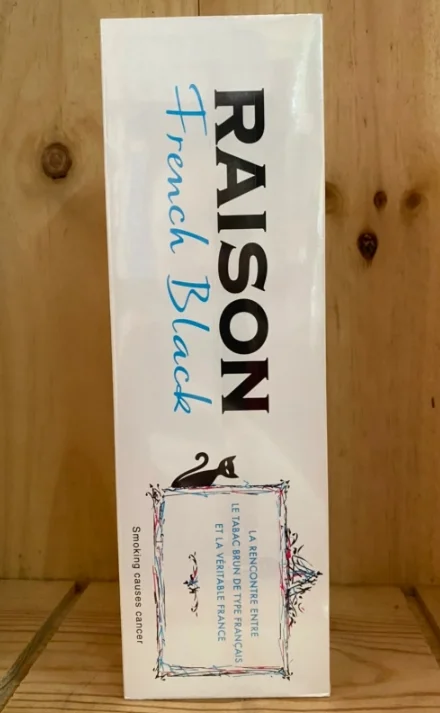 RAISON
French Black
LA RENCONTRE ENTRE
LE TABAC BRUN DE TYPE FRANÇAIS
ET LA VÉRITABLE FRANCE
Smoking causes cancer